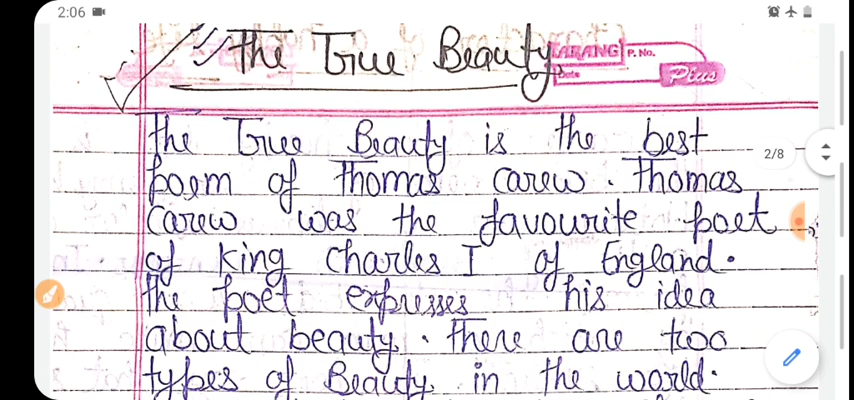 2:06
The True Beauty
TARANG P. No.
Date
Plus
The True Beauty is the best
poem of Thomas Carew. Thomas
2/8
Carew was the favourite poet
of King Charles I of England.
The poet expresses his idea
about beauty. There are two
types of Beauty in the world.